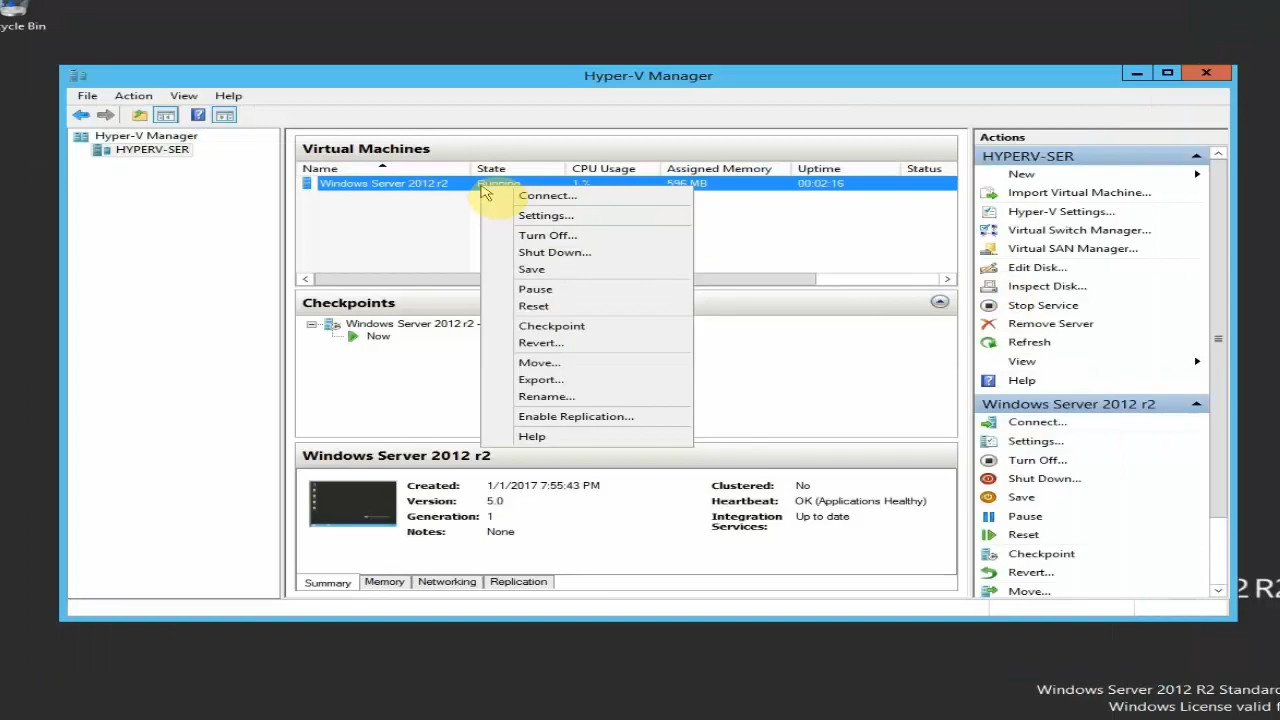 cycle Bin
Hyper-V Manager
File Action View Help
Hyper-V Manager
HYPERV-SER
Virtual Machines
Name State CPU Usage Assigned Memory Uptime Status
Windows Server 2012 r2 Running 1 % 596 MB 00:02:16
Connect...
Settings...
Turn Off...
Shut Down...
Save
Pause
Reset
Checkpoint
Revert...
Move...
Export...
Rename...
Enable Replication...
Help
Checkpoints
Windows Server 2012 r2 -
Now
Windows Server 2012 r2
Created: 1/1/2017 7:55:43 PM Clustered: No
Version: 5.0 Heartbeat: OK (Applications Healthy)
Generation: 1 Integration Services: Up to date
Notes: None
Summary Memory Networking Replication
Actions
HYPERV-SER
New
Import Virtual Machine...
Hyper-V Settings...
Virtual Switch Manager...
Virtual SAN Manager...
Edit Disk...
Inspect Disk...
Stop Service
Remove Server
Refresh
View
Help
Windows Server 2012 r2
Connect...
Settings...
Turn Off...
Shut Down...
Save
Pause
Reset
Checkpoint
Revert...
Move...
2 R2
Windows Server 2012 R2 Standard
Windows License valid f